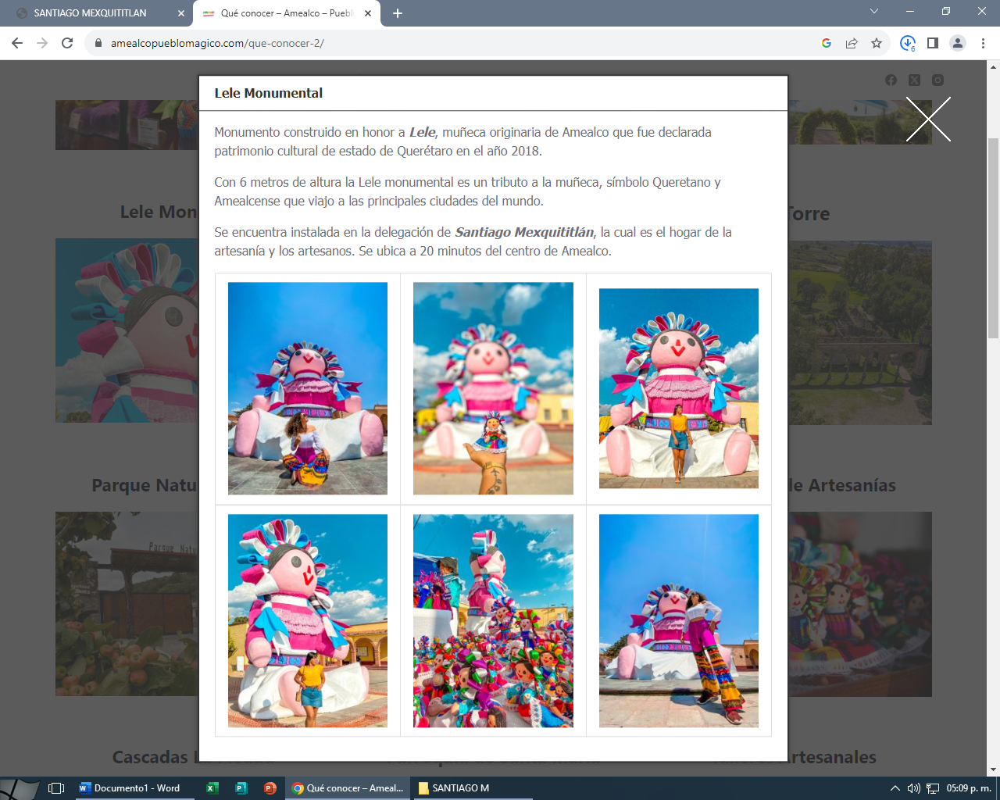 SANTIAGO MEXQUITITLAN
Qué conocer – Amealco – Pueblo
amealcopueblomagico.com/que-conocer-2/
6
Lele Monumental
Monumento construido en honor a Lele, muñeca originaria de Amealco que fue declarada
patrimonio cultural de estado de Querétaro en el año 2018.
Con 6 metros de altura la Lele monumental es un tributo a la muñeca, símbolo Queretano y
Amealcense que viajo a las principales ciudades del mundo.
Se encuentra instalada en la delegación de Santiago Mexquititlán, la cual es el hogar de la
artesanía y los artesanos. Se ubica a 20 minutos del centro de Amealco.
Lele Mon
Torre
Parque Natu
le Artesanías
Parque Natu
Cascadas
Artesanales
Documento1 - Word
Qué conocer – Ameal...
SANTIAGO M
05:09 p. m.